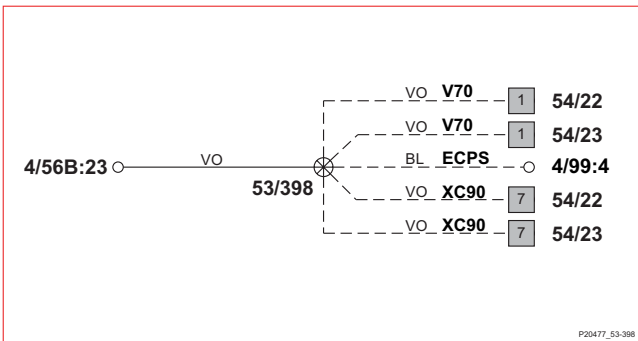 VO V70 1 54/22
VO V70 1 54/23
4/56B:23 VO BL ECPS 4/99:4
53/398 VO XC90 7 54/22
VO XC90 7 54/23
P20477_53-398